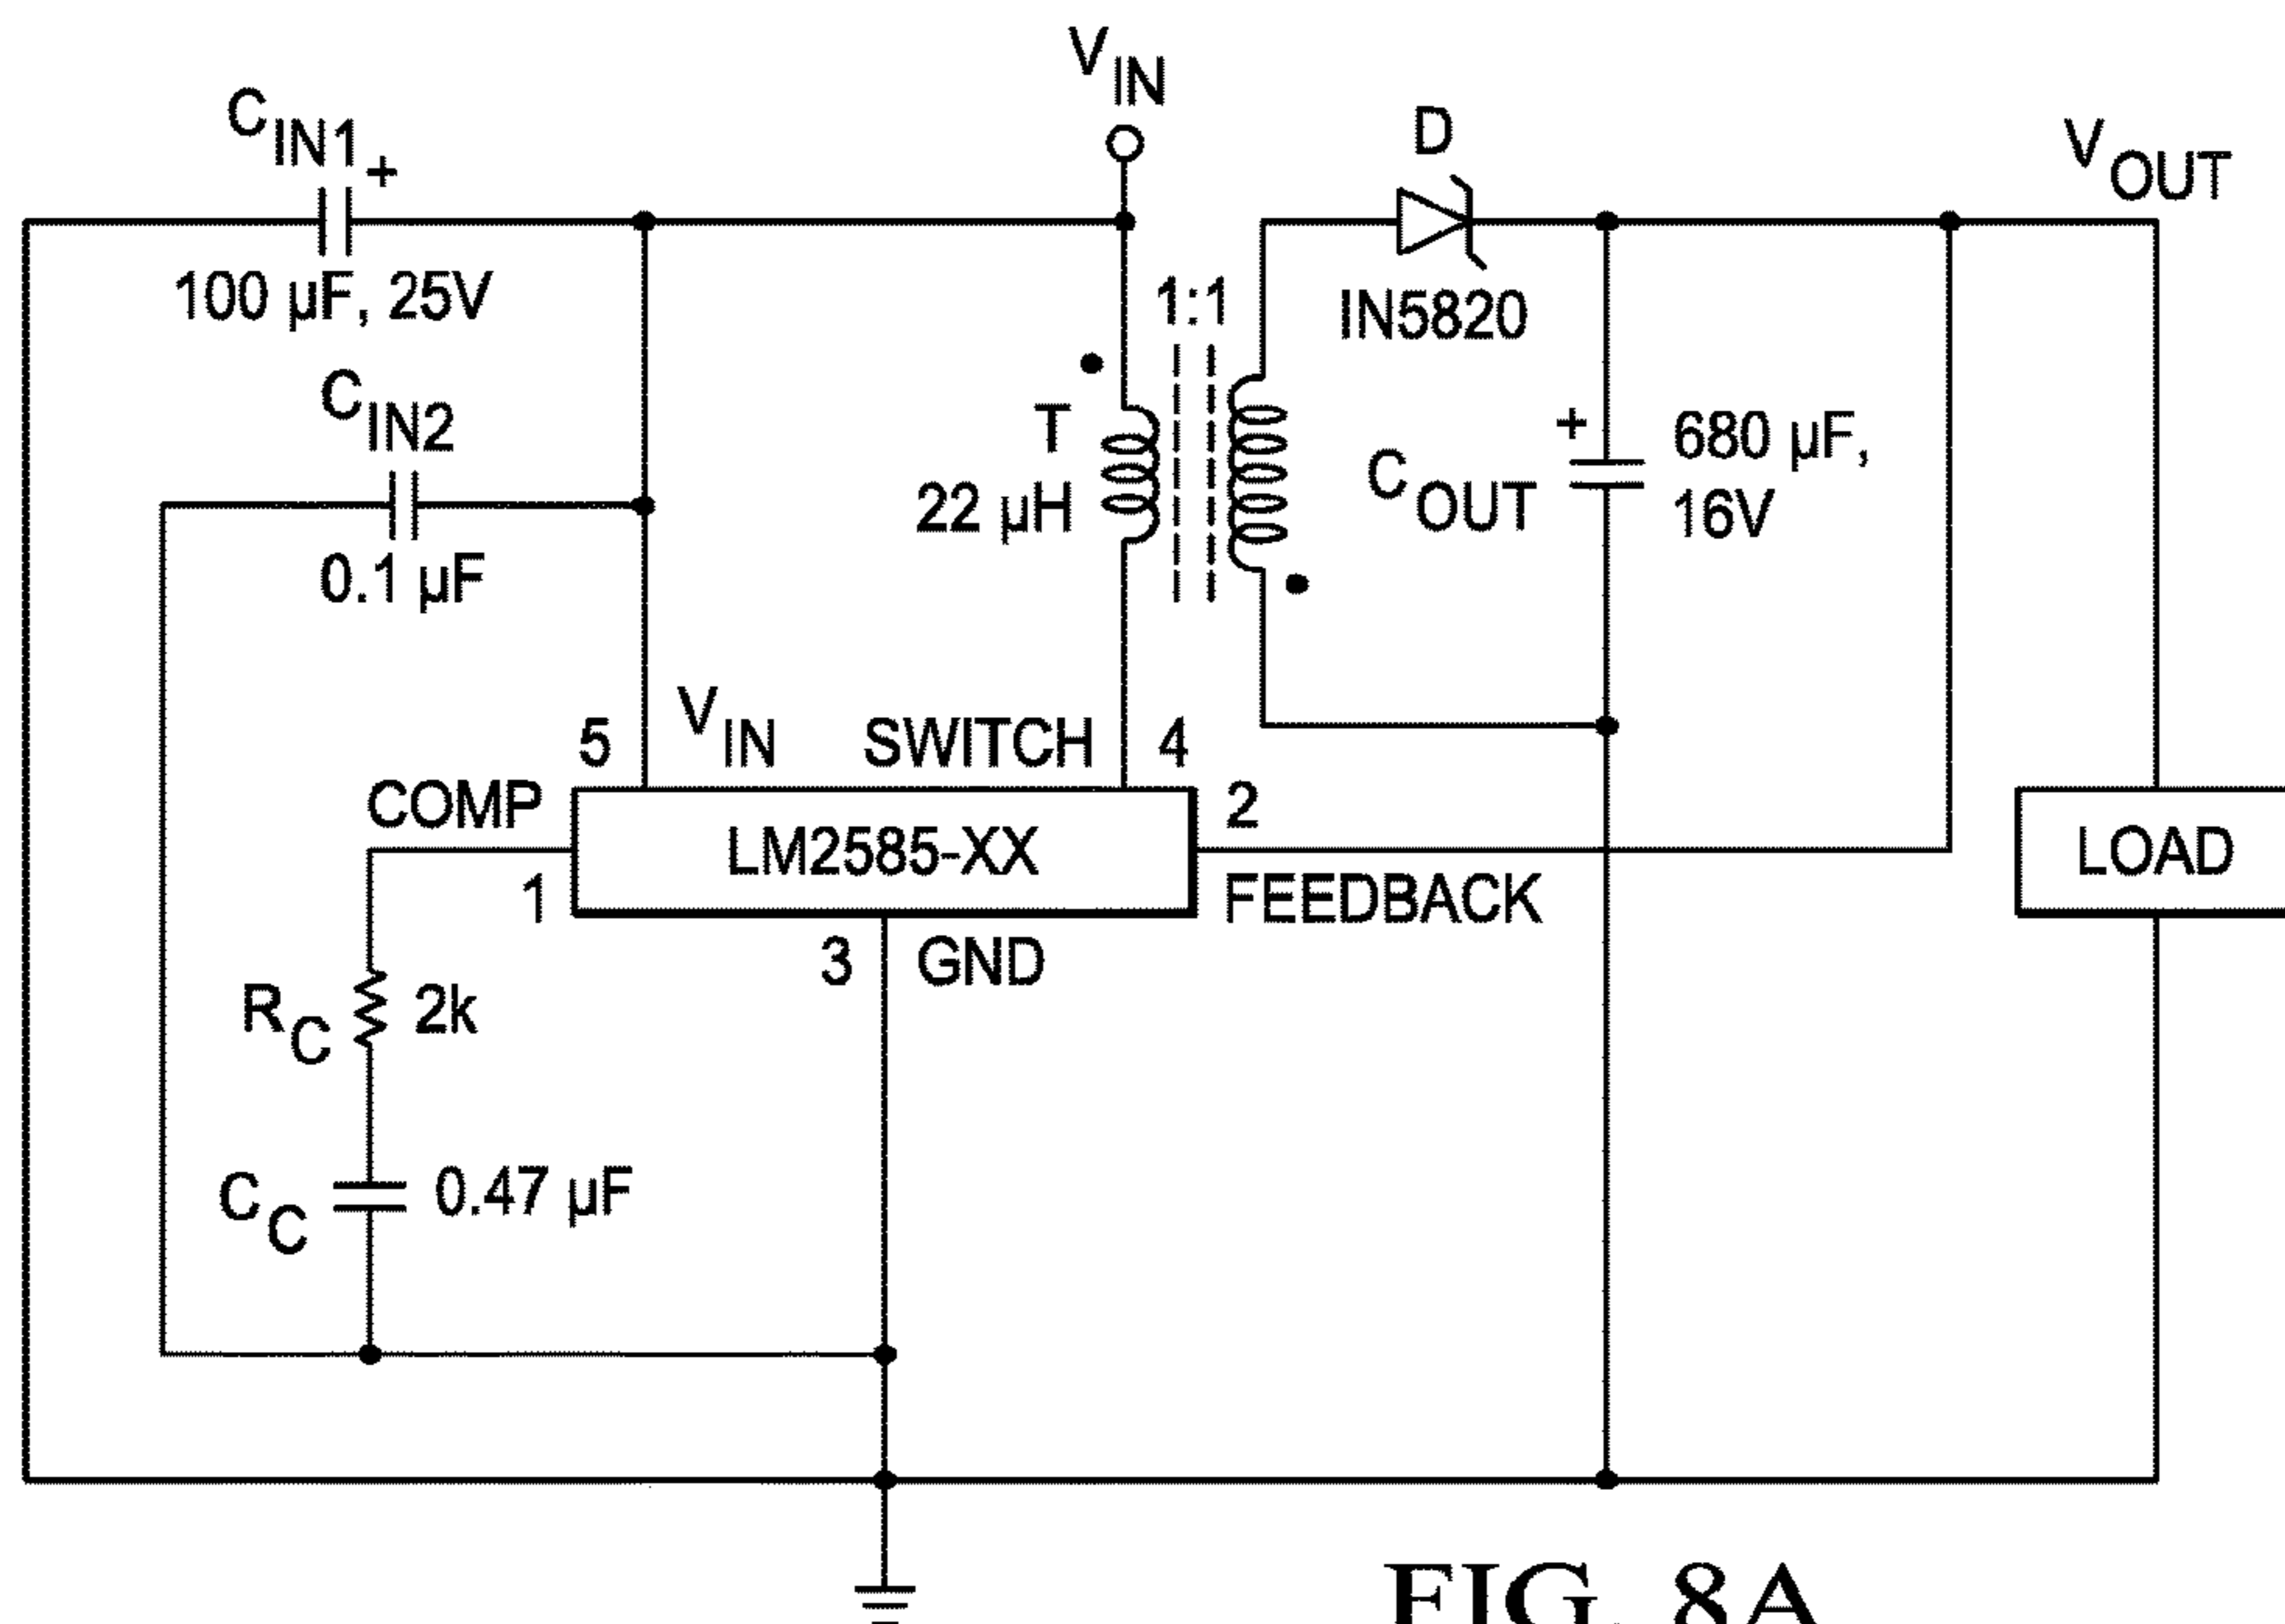 V IN
C IN1 +
100 µF, 25V
C IN2
0.1 µF
1:1
T
22 µH
D
IN5820
V OUT
+
C OUT
680 µF,
16V
5
V IN
SWITCH
4
COMP
1
LM2585-XX
2
FEEDBACK
3
GND
LOAD
R C
2k
C C
0.47 µF
FIG. 8A